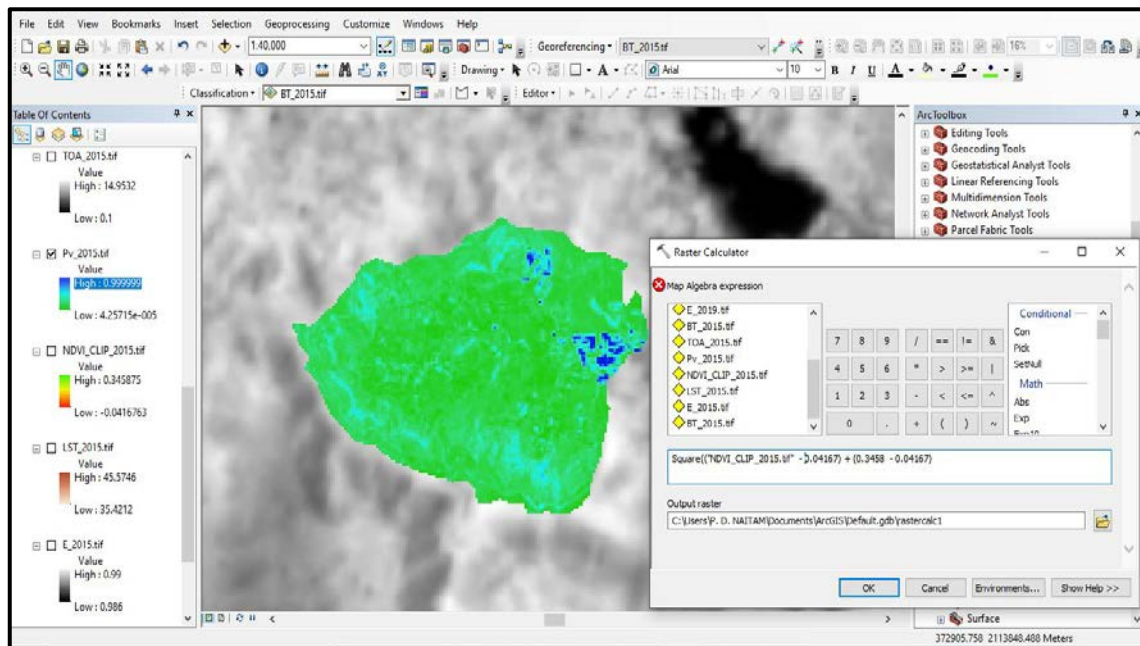 File Edit View Bookmarks Insert Selection Geoprocessing Customize Windows Help
1:40,000 Georeferencing BT_2015tif 16%
Drawing A Arial 10 B I U A
Classification BT_2015.tif Editor
Table Of Contents
TOA_2015.tif
Value
High : 14.9532
Low : 0.1
Pv_2015.tif
Value
High : 0.999999
Low : 4.25715e-005
NDVI_CLIP_2015.tif
Value
High : 0.345875
Low : -0.0416763
LST_2015.tif
Value
High : 45.5746
Low : 35.4212
E_2015.tif
Value
High : 0.99
Low : 0.986
ArcToolbox
Editing Tools
Geocoding Tools
Geostatistical Analyst Tools
Linear Referencing Tools
Multidimension Tools
Network Analyst Tools
Parcel Fabric Tools
Raster Calculator
Map Algebra expression
E_2019.tif
BT_2015.tif
TOA_2015.tif
Pv_2015.tif
NDVI_CLIP_2015.tif
LST_2015.tif
E_2015.tif
BT_2015.tif
7 8 9 / == != &
4 5 6 * > >= |
1 2 3 - < <= ^
0 . + ( ) ~
Conditional
Con
Pick
SetNull
Math
Abs
Exp
Exp10
Square(("NDVI_CLIP_2015.tif" - 0.04167) + (0.3458 - 0.04167)
Output raster
C:\Users\P. D. NAITAM\Documents\ArcGIS\Default.gdb\rastercalc1
OK Cancel Environments... Show Help >>
Surface
372905.758 2113848.488 Meters